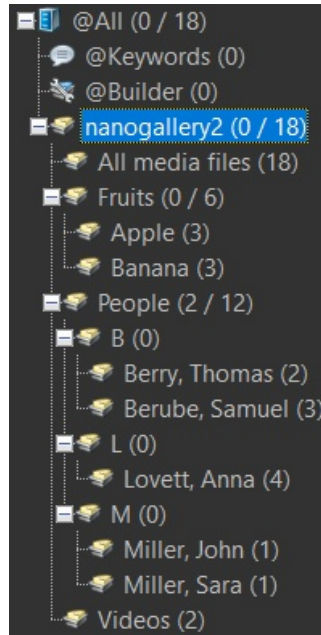 @All (0 / 18)
@Keywords (0)
@Builder (0)
nanogallery2 (0 / 18)
All media files (18)
Fruits (0 / 6)
Apple (3)
Banana (3)
People (2 / 12)
B (0)
Berry, Thomas (2)
Berube, Samuel (3)
L (0)
Lovett, Anna (4)
M (0)
Miller, John (1)
Miller, Sara (1)
Videos (2)